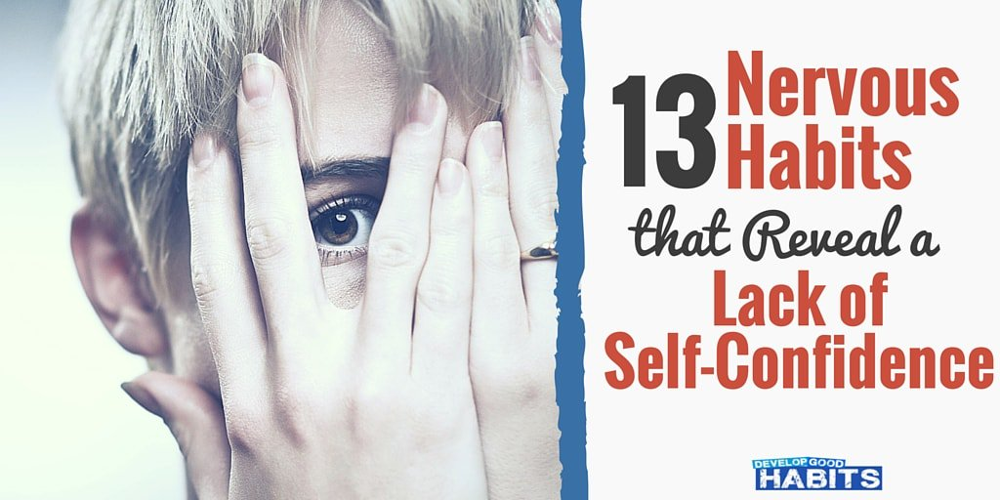 13 Nervous
Habits
that Reveal a
Lack of
Self-Confidence
DEVELOP GOOD
HABITS